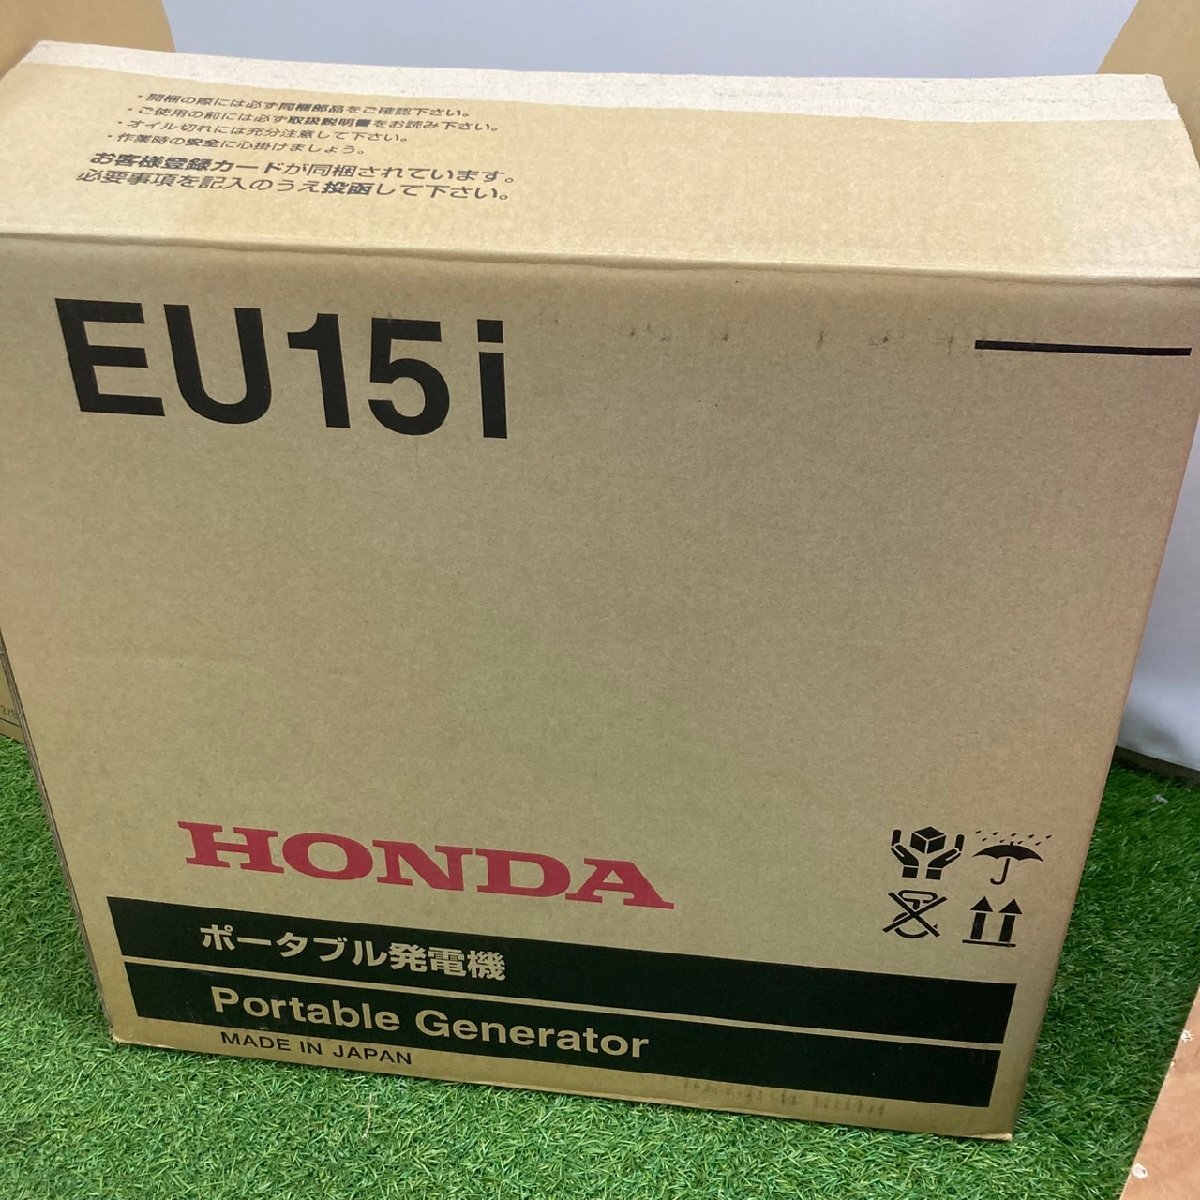 ・開梱の際には必ず同梱部品をご確認下さい。
・ご使用の前には必ず取扱説明書をお読み下さい。
・オイル切れには充分注意して下さい。
・作業時の安全に心掛けましょう。
お客様登録カードが同梱されています。
必要事項を記入のうえ投函して下さい。
EU15i
HONDA
ポータブル発電機
Portable Generator
MADE IN JAPAN